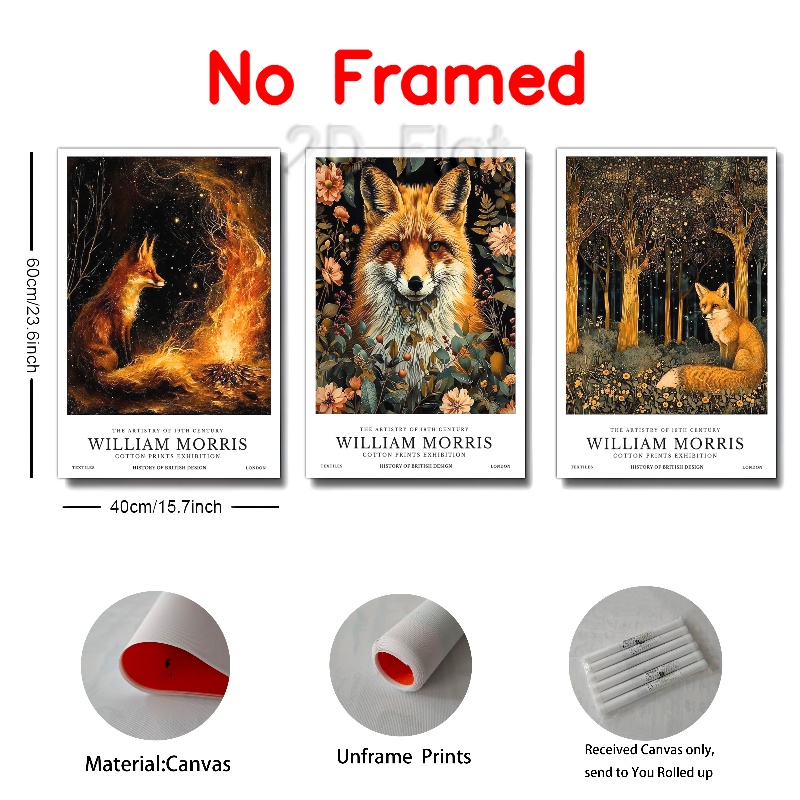 No Framed
2D Flat
60cm/23.6inch
THE ARTISTRY OF 19TH CENTURY
WILLIAM MORRIS
COTTON PRINTS EXHIBITION
TEXTILES HISTORY OF BRITISH DESIGN LONDON
THE ARTISTRY OF 19TH CENTURY
WILLIAM MORRIS
COTTON PRINTS EXHIBITION
TEXTILES HISTORY OF BRITISH DESIGN LONDON
THE ARTISTRY OF 19TH CENTURY
WILLIAM MORRIS
COTTON PRINTS EXHIBITION
TEXTILES HISTORY OF BRITISH DESIGN LONDON
40cm/15.7inch
Material:Canvas
Unframe Prints
Received Canvas only,
send to You Rolled up